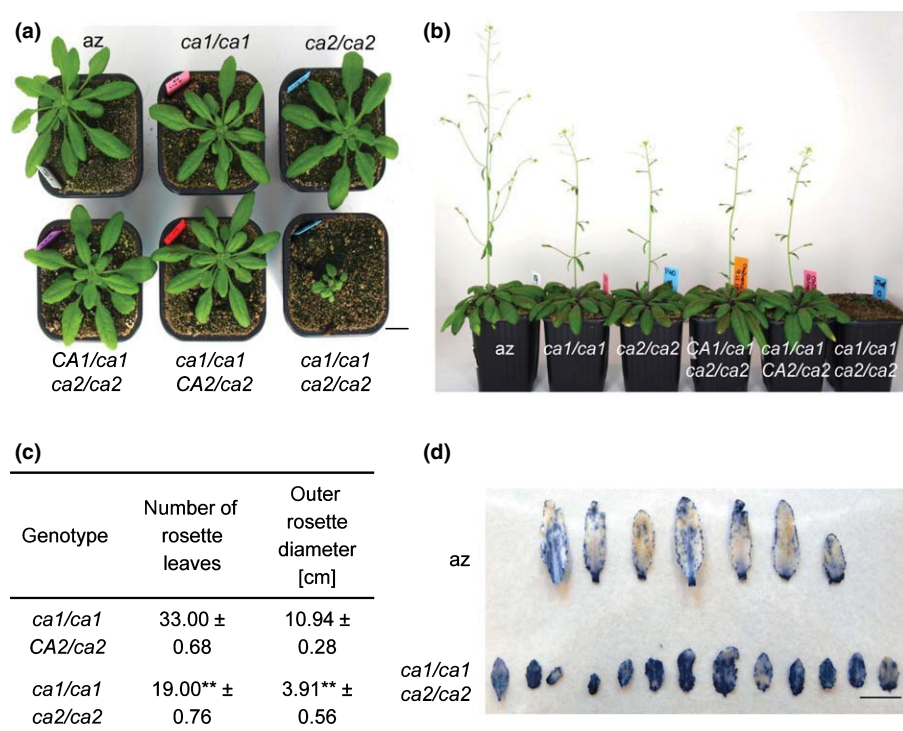 (a)
az
ca1/ca1
ca2/ca2
CA1/ca1
ca2/ca2
ca1/ca1
CA2/ca2
ca1/ca1
ca2/ca2
(b)
az
ca1/ca1
ca2/ca2
CA1/ca1
ca2/ca2
ca1/ca1
CA2/ca2
ca1/ca1
ca2/ca2
(c)
Genotype
Number of
rosette
leaves
Outer
rosette
diameter
[cm]
ca1/ca1
CA2/ca2
33.00 ±
0.68
10.94 ±
0.28
ca1/ca1
ca2/ca2
19.00** ±
0.76
3.91** ±
0.56
(d)
az
ca1/ca1
ca2/ca2